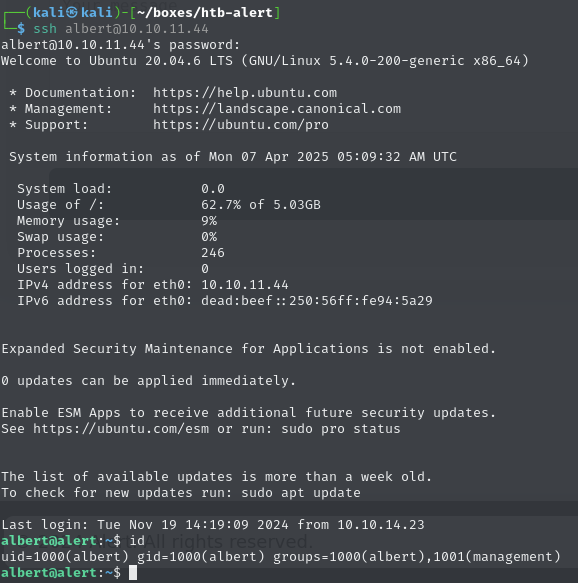 ┌──(kali㉿kali)-[~/boxes/htb-alert]
└─$ ssh albert@10.10.11.44
albert@10.10.11.44's password:
Welcome to Ubuntu 20.04.6 LTS (GNU/Linux 5.4.0-200-generic x86_64)
* Documentation:  https://help.ubuntu.com
* Management:     https://landscape.canonical.com
* Support:        https://ubuntu.com/pro
System information as of Mon 07 Apr 2025 05:09:32 AM UTC
System load:           0.0
Usage of /:            62.7% of 5.03GB
Memory usage:          9%
Swap usage:            0%
Processes:             246
Users logged in:       0
IPv4 address for eth0: 10.10.11.44
IPv6 address for eth0: dead:beef::250:56ff:fe94:5a29
Expanded Security Maintenance for Applications is not enabled.
0 updates can be applied immediately.
Enable ESM Apps to receive additional future security updates.
See https://ubuntu.com/esm or run: sudo pro status
The list of available updates is more than a week old.
To check for new updates run: sudo apt update
Last login: Tue Nov 19 14:19:09 2024 from 10.10.14.23
albert@alert:~$ id
uid=1000(albert) gid=1000(albert) groups=1000(albert),1001(management)
albert@alert:~$